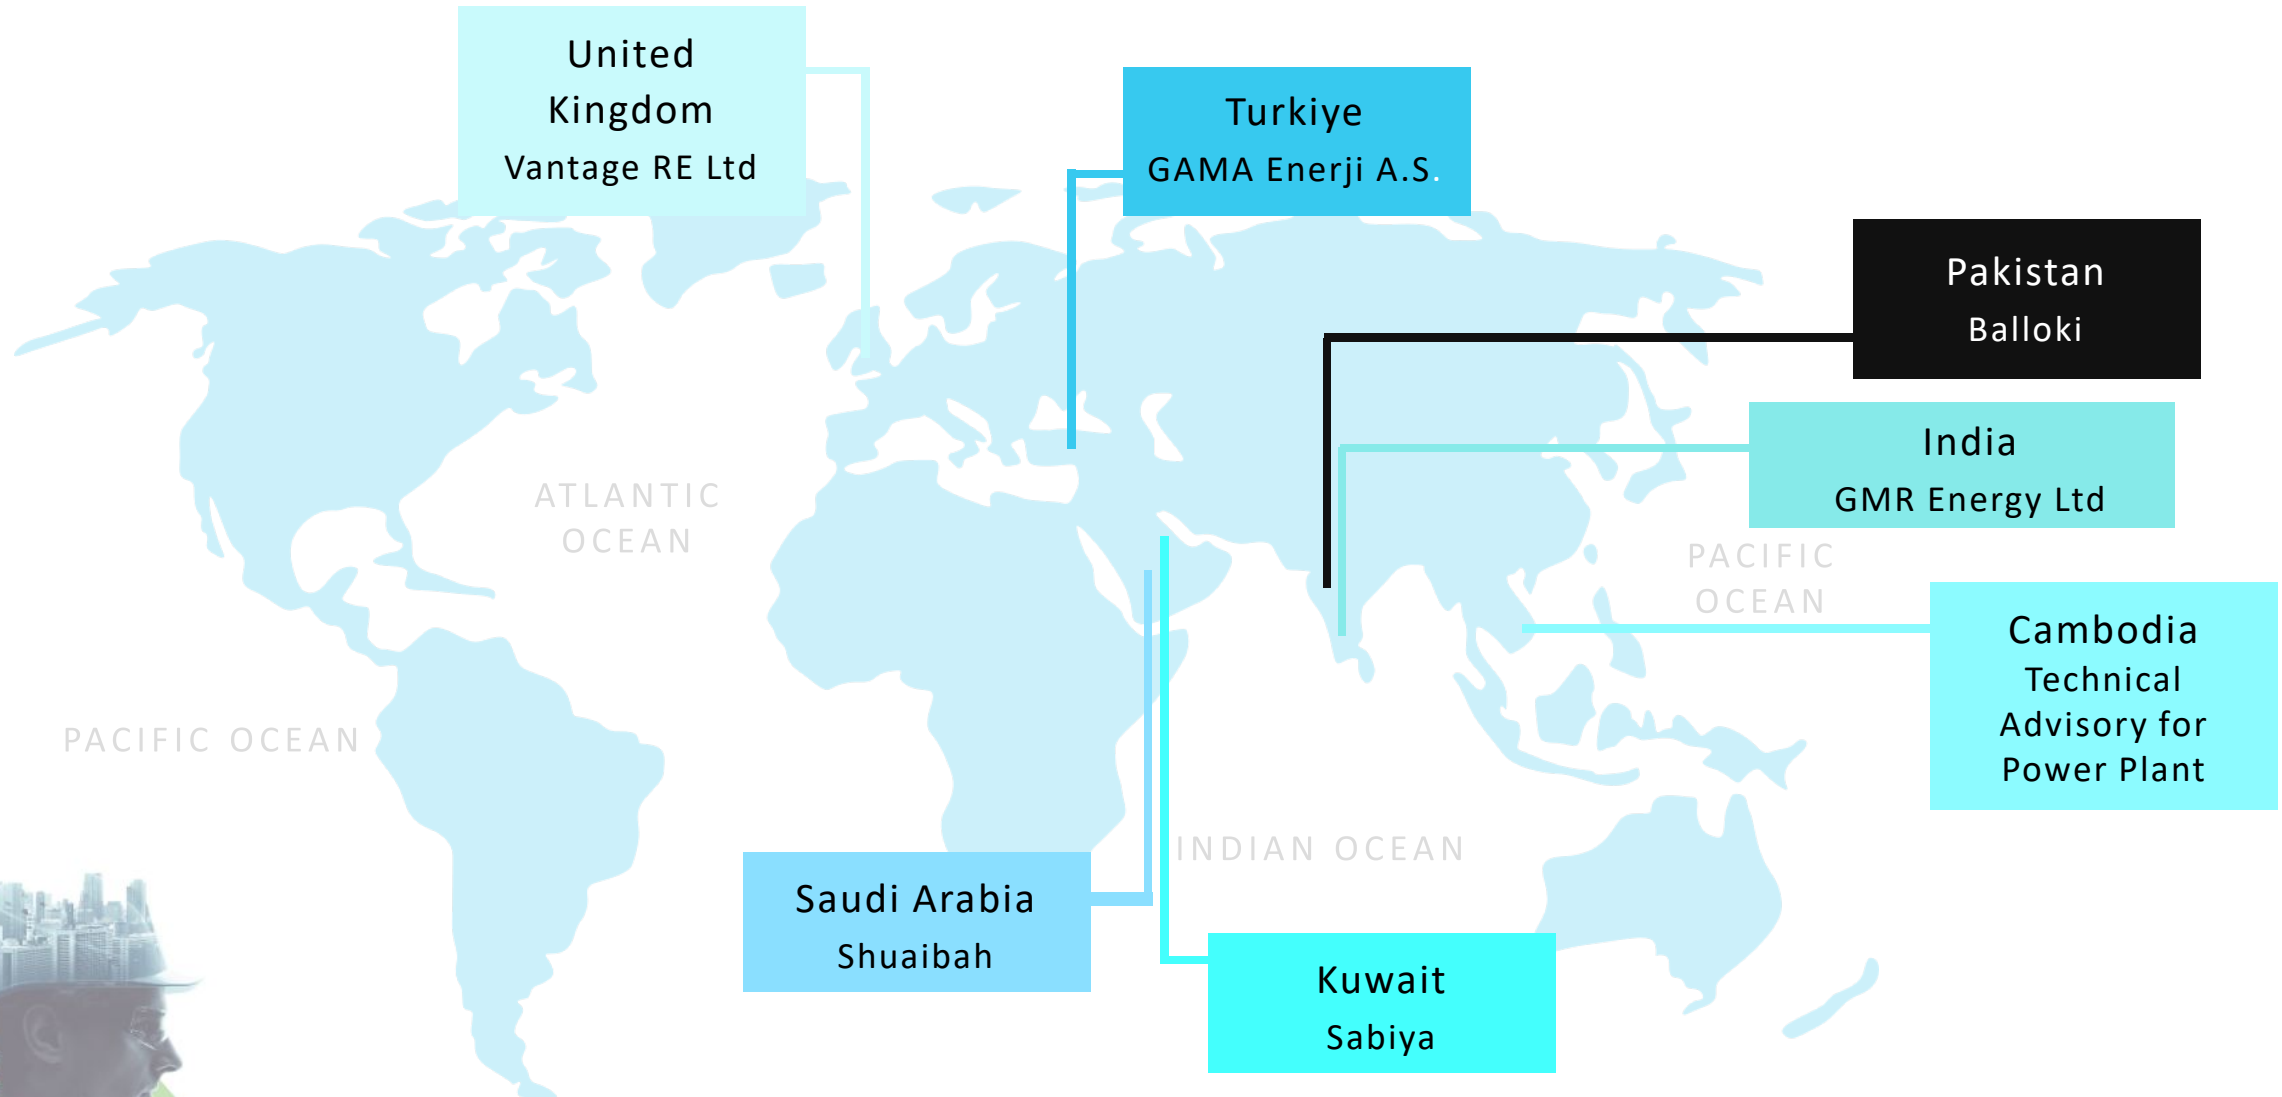 United
Kingdom
Vantage RE Ltd
Turkiye
GAMA Enerji A.S.
Pakistan
Balloki
India
GMR Energy Ltd
ATLANTIC
OCEAN
PACIFIC
OCEAN
Cambodia
Technical
Advisory for
Power Plant
PACIFIC OCEAN
INDIAN OCEAN
Saudi Arabia
Shuaibah
Kuwait
Sabiya